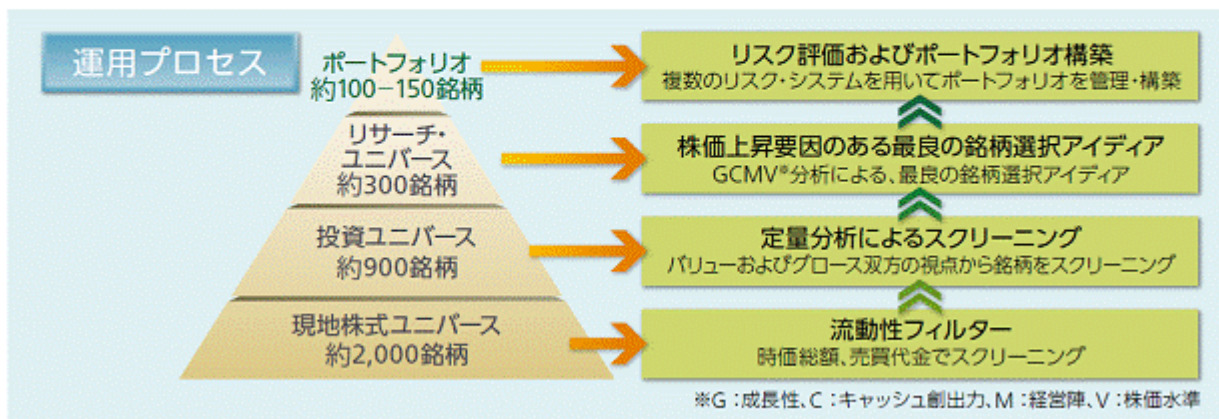 運用プロセス
ポートフォリオ
約100−150銘柄
リスク評価およびポートフォリオ構築
複数のリスク・システムを用いてポートフォリオを管理・構築
リサーチ・
ユニバース
約300銘柄
株価上昇要因のある最良の銘柄選択アイディア
GCMV※分析による、最良の銘柄選択アイディア
投資ユニバース
約900銘柄
定量分析によるスクリーニング
バリューおよびグロース双方の視点から銘柄をスクリーニング
現地株式ユニバース
約2,000銘柄
流動性フィルター
時価総額、売買代金でスクリーニング
※G：成長性、C：キャッシュ創出力、M：経営陣、V：株価水準